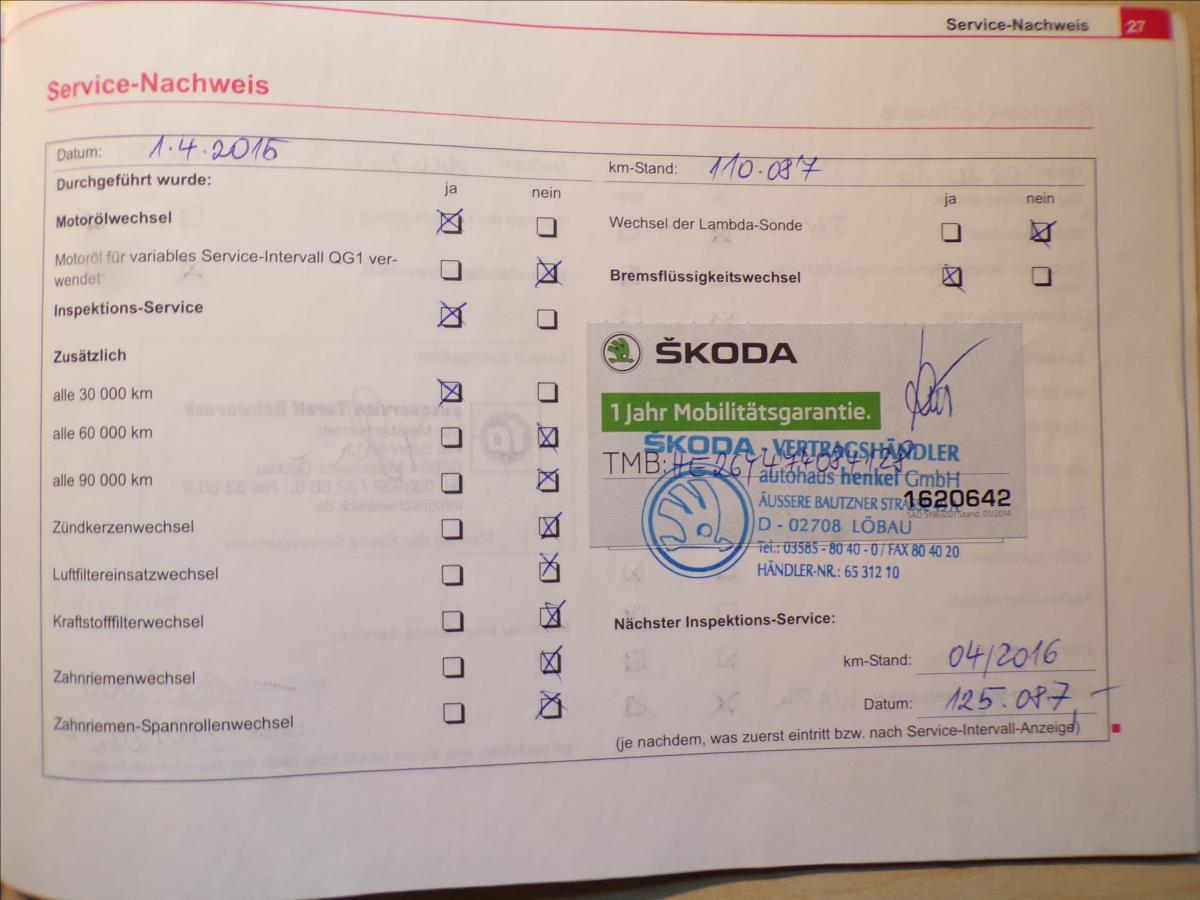 Service-Nachweis 27
Service-Nachweis
Datum: 1.4.2015
Durchgeführt wurde:
ja nein
Motorölwechsel
Motoröl für variables Service-Intervall QG1 ver-
wendet
Inspektions-Service
Zusätzlich
alle 30 000 km
alle 60 000 km
alle 90 000 km
Zündkerzenwechsel
Luftfiltereinsatzwechsel
Kraftstofffilterwechsel
Zahnriemenwechsel
Zahnriemen-Spannrollenwechsel
km-Stand: 110.087
ja nein
Wechsel der Lambda-Sonde
Bremsflüssigkeitswechsel
ŠKODA
1 Jahr Mobilitätsgarantie.
ŠKODA - VERTRAGSHÄNDLER
TMB:
autohaus henkel GmbH
ÄUSSERE BAUTZNER
1620642
D - 02708 LÖBAU
Tel.: 03585 - 80 40 - 0 / FAX 80 40 20
HÄNDLER-NR.: 65 312 10
Nächster Inspektions-Service:
km-Stand: 04/2016
Datum: 125.087,-
(je nachdem, was zuerst eintritt bzw. nach Service-Intervall-Anzeige)